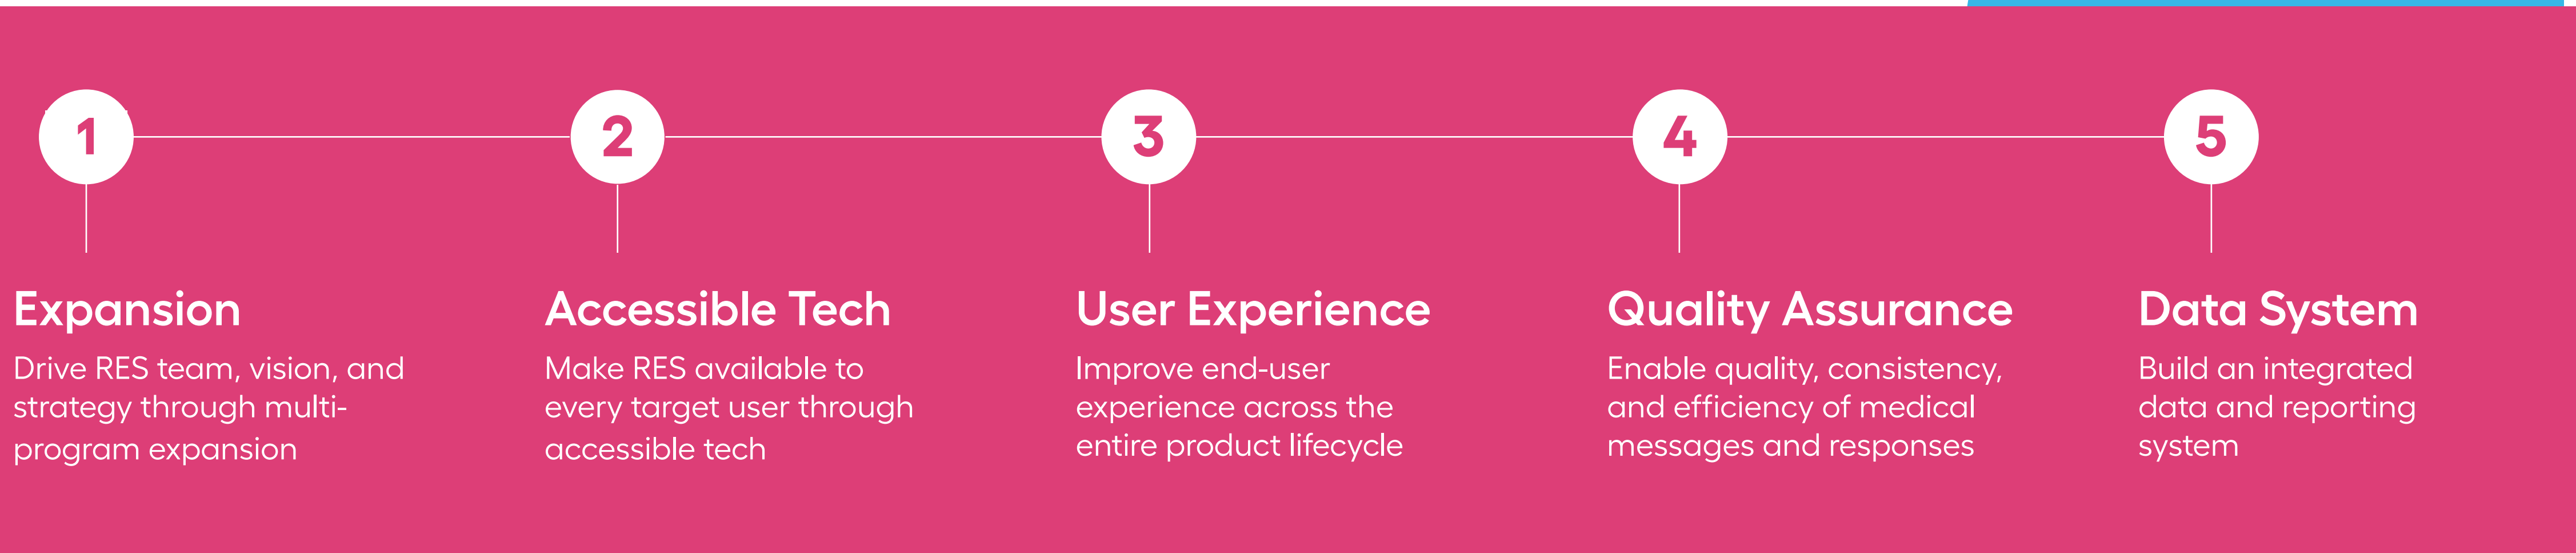 1
2
3
4
5
Expansion
Drive RES team, vision, and
strategy through multi-
program expansion
Accessible Tech
Make RES available to
every target user through
accessible tech
User Experience
Improve end-user
experience across the
entire product lifecycle
Quality Assurance
Enable quality, consistency,
and efficiency of medical
messages and responses
Data System
Build an integrated
data and reporting
system